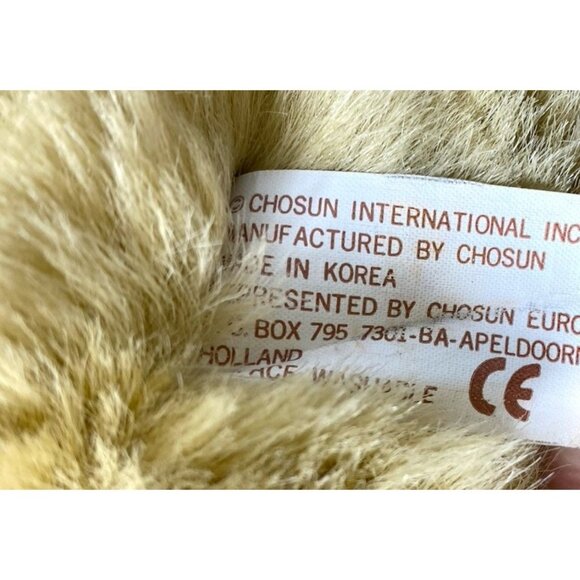 © CHOSUN INTERNATIONAL INC
MANUFACTURED BY CHOSUN
MADE IN KOREA
REPRESENTED BY CHOSUN EURO
P.O. BOX 795 7301-BA-APELDOORN
HOLLAND
SURFACE WASHABLE
CE